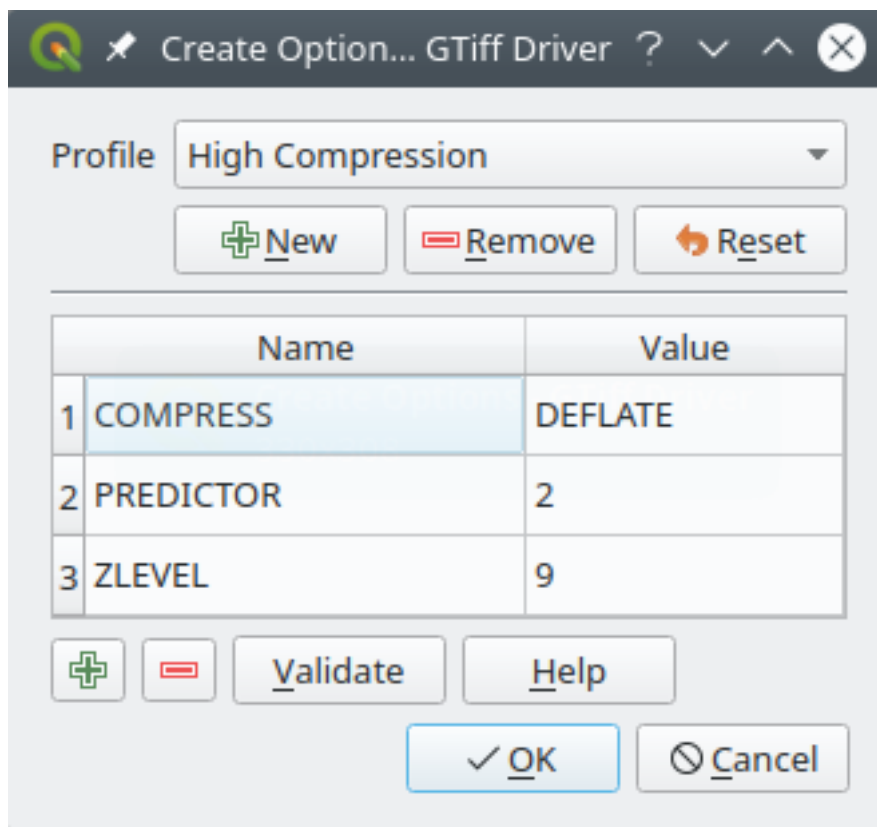 Create Option... GTiff Driver ?
Profile High Compression
New Remove Reset
Name Value
1 COMPRESS DEFLATE
2 PREDICTOR 2
3 ZLEVEL 9
Validate Help
OK Cancel